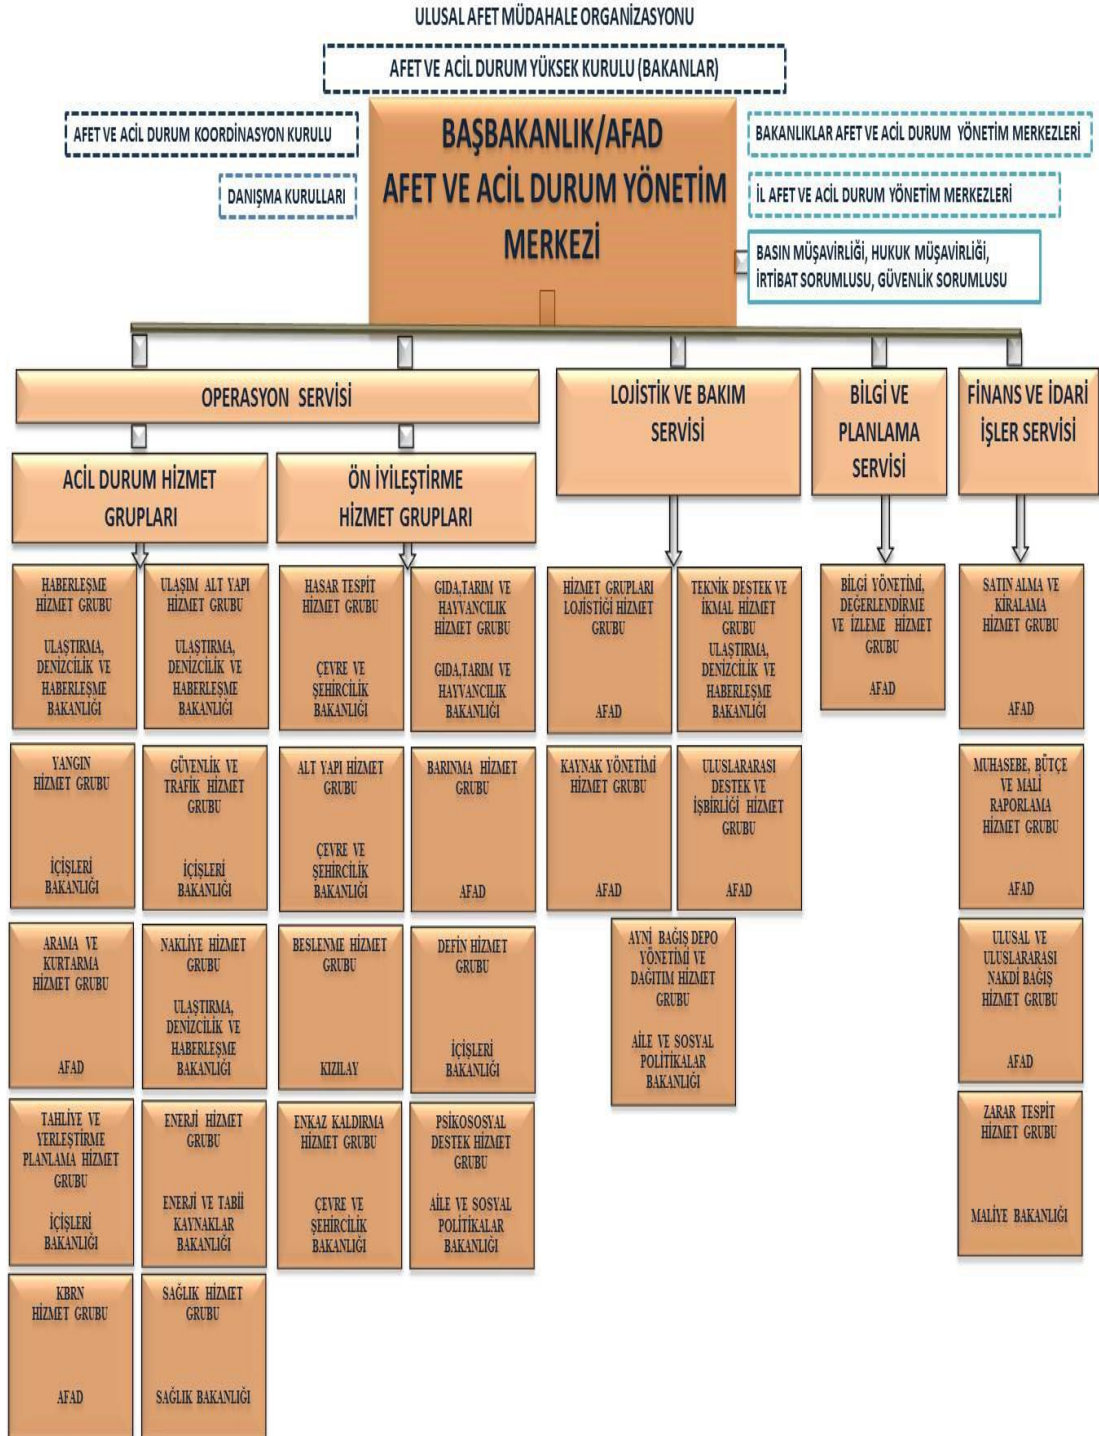 ULUSAL AFET MÜDAHALE ORGANİZASYONU
AFET VE ACİL DURUM YÜKSEK KURULU (BAKANLAR)
AFET VE ACİL DURUM KOORDİNASYON KURULU
DANIŞMA KURULLARI
BAŞBAKANLIK/AFAD
AFET VE ACİL DURUM YÖNETİM
MERKEZİ
BAKANLIKLAR AFET VE ACİL DURUM YÖNETİM MERKEZLERİ
İL AFET VE ACİL DURUM YÖNETİM MERKEZLERİ
BASIN MÜŞAVİRLİĞİ, HUKUK MÜŞAVİRLİĞİ,
İRTİBAT SORUMLUSU, GÜVENLİK SORUMLUSU
OPERASYON SERVİSİ
LOJİSTİK VE BAKIM
SERVİSİ
BİLGİ VE
PLANLAMA
SERVİSİ
FİNANS VE İDARİ
İŞLER SERVİSİ
ACİL DURUM HİZMET
GRUPLARI
ÖN İYİLEŞTİRME
HİZMET GRUPLARI
HABERLEŞME
HİZMET GRUBU
ULAŞTIRMA,
DENİZCİLİK VE
HABERLEŞME
BAKANLIĞI
ULAŞIM ALT YAPI
HİZMET GRUBU
ULAŞTIRMA,
DENİZCİLİK VE
HABERLEŞME
BAKANLIĞI
HASAR TESPİT
HİZMET GRUBU
ÇEVRE VE
ŞEHİRCİLİK
BAKANLIĞI
GIDA,TARIM VE
HAYVANCILIK
HİZMET GRUBU
GIDA,TARIM VE
HAYVANCILIK
BAKANLIĞI
HİZMET GRUPLARI
LOJİSTİĞİ HİZMET
GRUBU
AFAD
TEKNİK DESTEK VE
İKMAL HİZMET
GRUBU
ULAŞTIRMA,
DENİZCİLİK VE
HABERLEŞME
BAKANLIĞI
BİLGİ YÖNETİMİ,
DEĞERLENDİRME
VE İZLEME HİZMET
GRUBU
AFAD
SATIN ALMA VE
KİRALAMA
HİZMET GRUBU
AFAD
YANGIN
HİZMET GRUBU
İÇİŞLERİ
BAKANLIĞI
GÜVENLİK VE
TRAFİK HİZMET
GRUBU
İÇİŞLERİ
BAKANLIĞI
ALT YAPI HİZMET
GRUBU
ÇEVRE VE
ŞEHİRCİLİK
BAKANLIĞI
BARINMA HİZMET
GRUBU
AFAD
KAYNAK YÖNETİMİ
HİZMET GRUBU
AFAD
ULUSLARARASI
DESTEK VE
İŞBİRLİĞİ HİZMET
GRUBU
AFAD
MUHASEBE, BÜTÇE
VE MALİ
RAPORLAMA
HİZMET GRUBU
AFAD
ARAMA VE
KURTARMA
HİZMET GRUBU
AFAD
NAKLİYE HİZMET
GRUBU
ULAŞTIRMA,
DENİZCİLİK VE
HABERLEŞME
BAKANLIĞI
BESLENME HİZMET
GRUBU
KIZILAY
DEFİN HİZMET
GRUBU
İÇİŞLERİ
BAKANLIĞI
AYNİ BAĞIŞ DEPO
YÖNETİMİ VE
DAĞITIM HİZMET
GRUBU
AİLE VE SOSYAL
POLİTİKALAR
BAKANLIĞI
ULUSAL VE
ULUSLARARASI
NAKDİ BAĞIŞ
HİZMET GRUBU
AFAD
TAHLİYE VE
YERLEŞTİRME
PLANLAMA HİZMET
GRUBU
İÇİŞLERİ
BAKANLIĞI
ENERJİ HİZMET
GRUBU
ENERJİ VE TABİİ
KAYNAKLAR
BAKANLIĞI
ENKAZ KALDIRMA
HİZMET GRUBU
ÇEVRE VE
ŞEHİRCİLİK
BAKANLIĞI
PSİKOSOSYAL
DESTEK HİZMET
GRUBU
AİLE VE SOSYAL
POLİTİKALAR
BAKANLIĞI
ZARAR TESPİT
HİZMET GRUBU
MALİYE BAKANLIĞI
KBRN
HİZMET GRUBU
AFAD
SAĞLIK HİZMET
GRUBU
SAĞLIK BAKANLIĞI